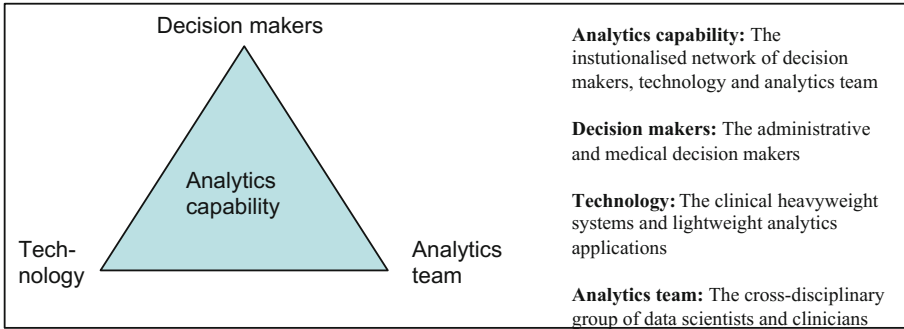 Decision makers
Analytics
capability
Tech-
nology
Analytics
team
Analytics capability: The
instutionalised network of decision
makers, technology and analytics team
Decision makers: The administrative
and medical decision makers
Technology: The clinical heavyweight
systems and lightweight analytics
applications
Analytics team: The cross-disciplinary
group of data scientists and clinicians